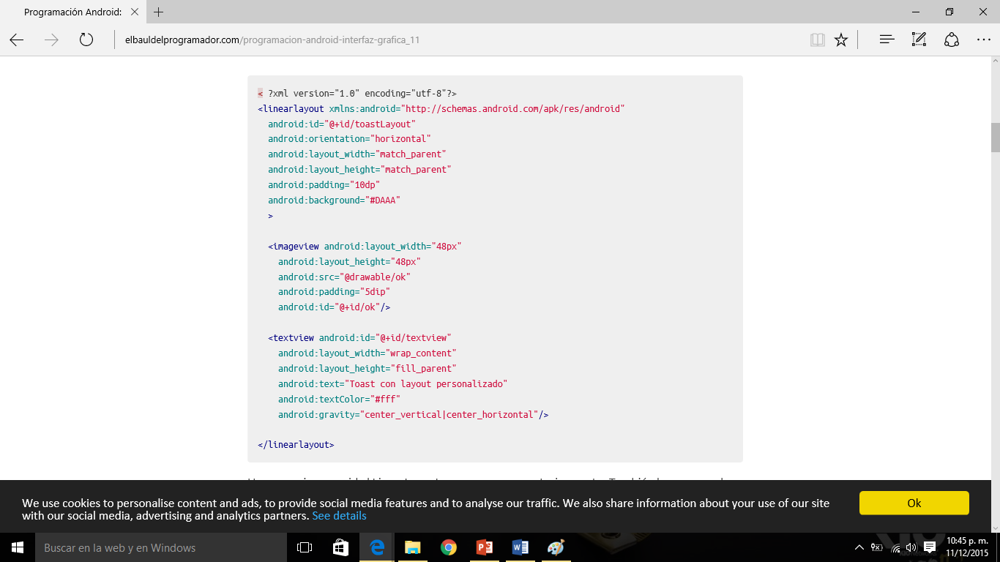 Programación Android:
elbauldelprogramador.com/programacion-android-interfaz-grafica_11
< ?xml version="1.0" encoding="utf-8"?>
<linearlayout xmlns:android="http://schemas.android.com/apk/res/android"
android:id="@+id/toastLayout"
android:orientation="horizontal"
android:layout_width="match_parent"
android:layout_height="match_parent"
android:padding="10dp"
android:background="#DAAA"
>
<imageview android:layout_width="48px"
android:layout_height="48px"
android:src="@drawable/ok"
android:padding="5dip"
android:id="@+id/ok"/>
<textview android:id="@+id/textview"
android:layout_width="wrap_content"
android:layout_height="fill_parent"
android:text="Toast con layout personalizado"
android:textColor="#fff"
android:gravity="center_vertical|center_horizontal"/>
</linearlayout>
We use cookies to personalise content and ads, to provide social media features and to analyse our traffic. We also share information about your use of our site
with our social media, advertising and analytics partners. See details
Ok
Buscar en la web y en Windows
10:45 p. m.
11/12/2015